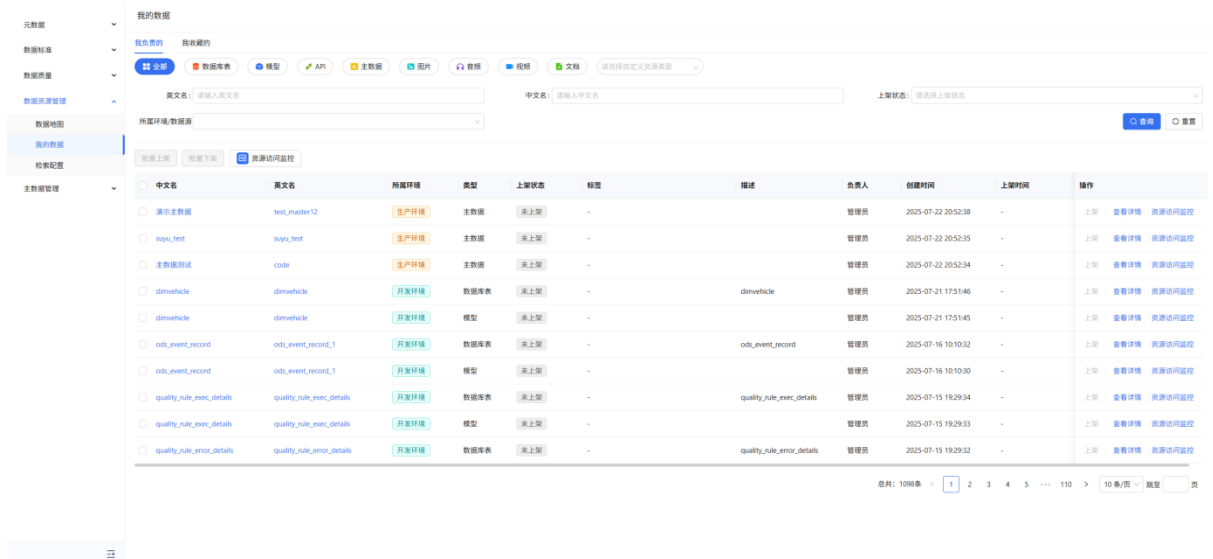 我的数据
元数据
数据标准
数据质量
数据资源管理
数据地图
我的数据
检索配置
主数据管理
我负责的 我收藏的
全部 数据库表 模型 API 主数据 图片 音频 视频 文档 请选择自定义资源类型
英文名: 请输入英文名 中文名: 请输入中文名 上架状态: 请选择上架状态
所属环境/数据源 查询 重置
批量上架 批量下架 资源访问监控
中文名 英文名 所属环境 类型 上架状态 标签 描述 负责人 创建时间 上架时间 操作
演示主数据 test_master12 生产环境 主数据 未上架 - 管理员 2025-07-22 20:52:38 - 上架 查看详情 资源访问监控
suyu_test suyu_test 生产环境 主数据 未上架 - 管理员 2025-07-22 20:52:35 - 上架 查看详情 资源访问监控
主数据测试 code 生产环境 主数据 未上架 - 管理员 2025-07-22 20:52:34 - 上架 查看详情 资源访问监控
dimvehicle dimvehicle 开发环境 数据库表 未上架 - dimvehicle 管理员 2025-07-21 17:51:46 - 上架 查看详情 资源访问监控
dimvehicle dimvehicle 开发环境 模型 未上架 - 管理员 2025-07-21 17:51:45 - 上架 查看详情 资源访问监控
ods_event_record ods_event_record_1 开发环境 数据库表 未上架 - ods_event_record 管理员 2025-07-16 10:10:32 - 上架 查看详情 资源访问监控
ods_event_record ods_event_record_1 开发环境 模型 未上架 - 管理员 2025-07-16 10:10:30 - 上架 查看详情 资源访问监控
quality_rule_exec_details quality_rule_exec_details 开发环境 数据库表 未上架 - quality_rule_exec_details 管理员 2025-07-15 19:29:34 - 上架 查看详情 资源访问监控
quality_rule_exec_details quality_rule_exec_details 开发环境 模型 未上架 - 管理员 2025-07-15 19:29:33 - 上架 查看详情 资源访问监控
quality_rule_error_details quality_rule_error_details 开发环境 数据库表 未上架 - quality_rule_error_details 管理员 2025-07-15 19:29:32 - 上架 查看详情 资源访问监控
总共: 1098条 < 1 2 3 4 5 ••• 110 > 10 条/页 跳至 页